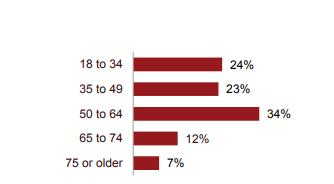 18 to 34 24%
35 to 49 23%
50 to 64 34%
65 to 74 12%
75 or older 7%